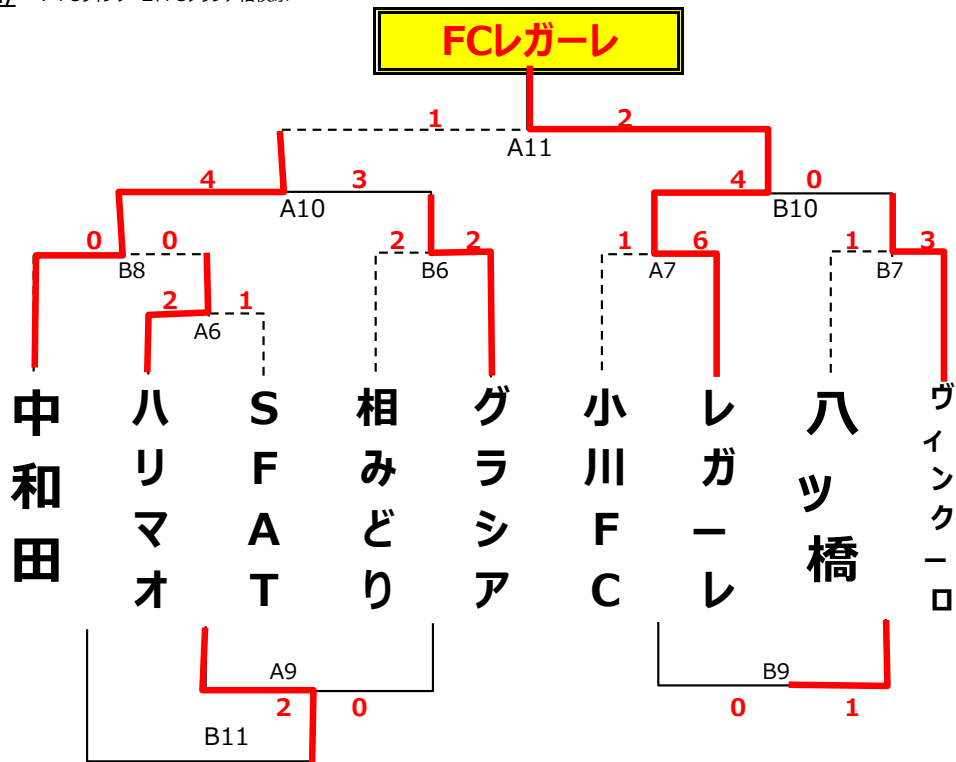 FCレガーレ
1 2
A11
4 3 4 0
A10 B10
0 0 2 2 1 6 1 3
B8 B6 A7 B7
2 1
A6
中和田
ハリマオ
SFAT
相みどり
グラシア
小川FC
レガーレ
八ッ橋
ヴィンクーロ
A9 B9
2 0 0 1
B11